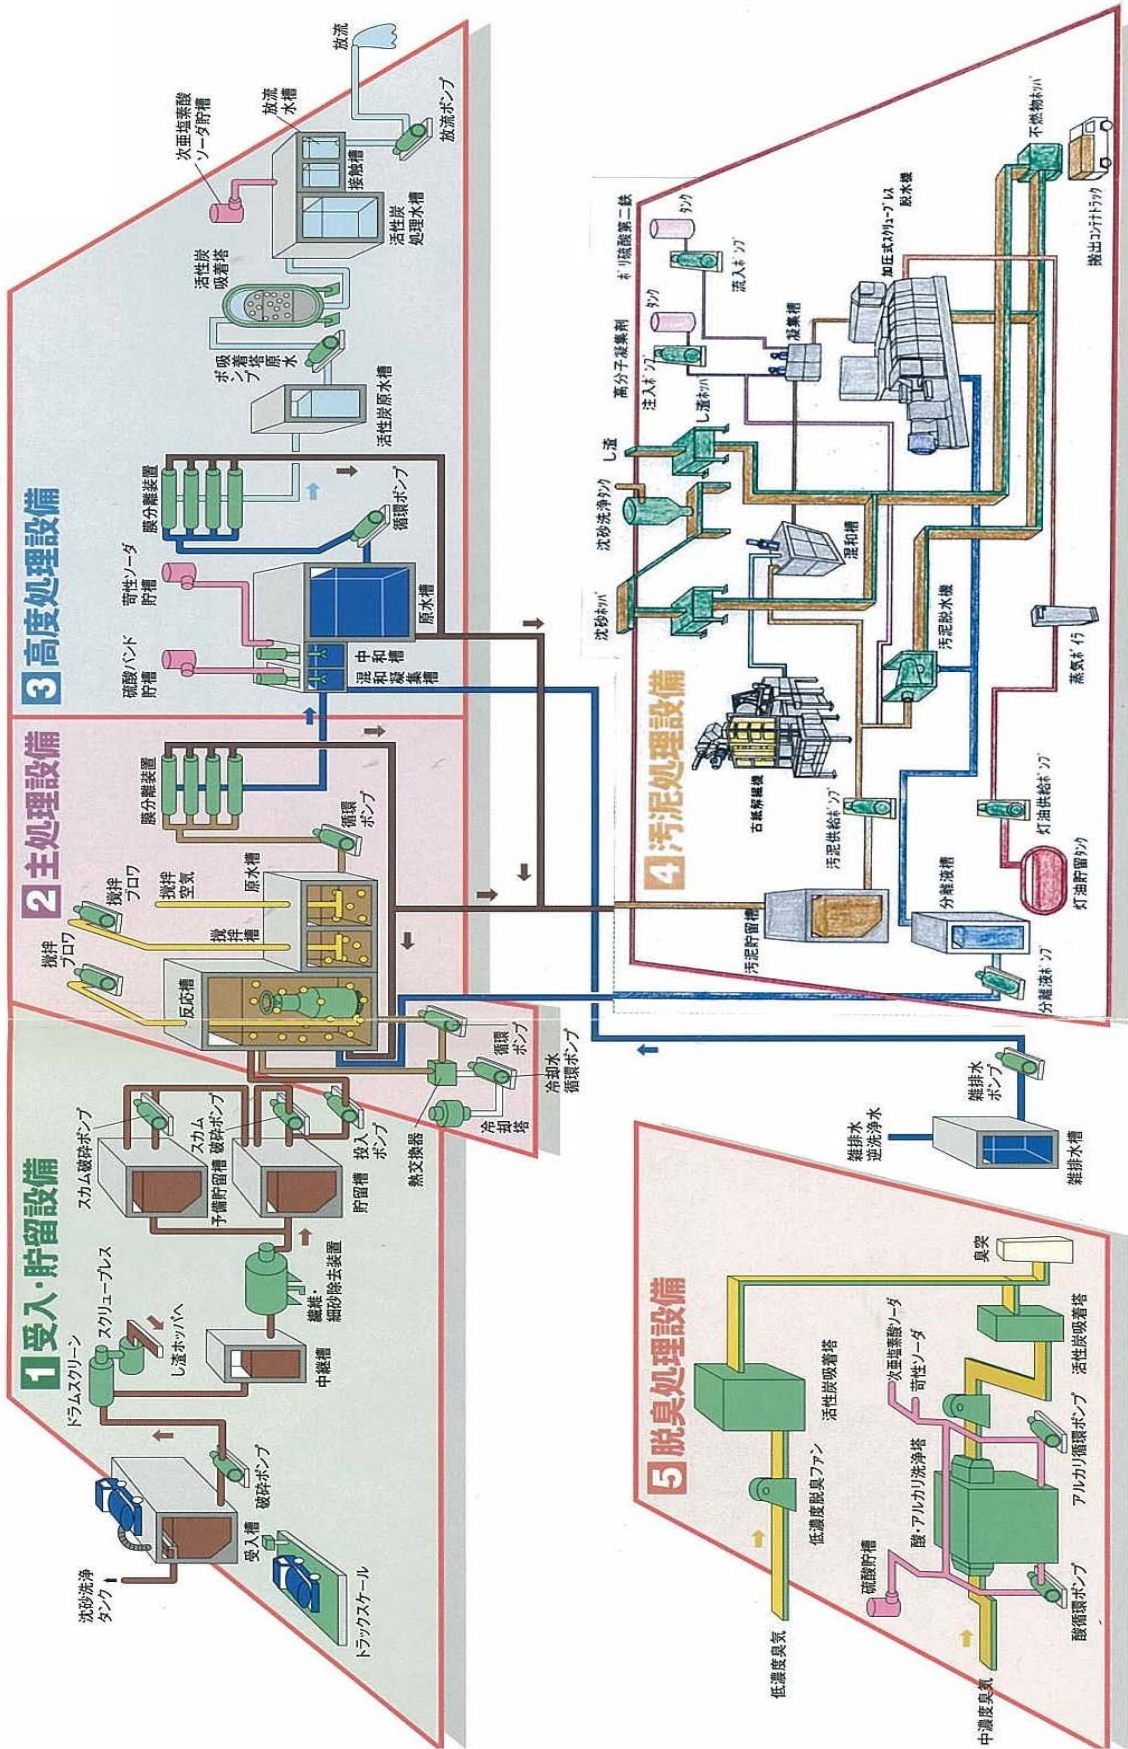 1 受入・貯留設備
沈砂洗浄
タンク
受入槽
トラックスケール
破砕ポンプ
ドラムスクリーン
スクリュープレス
し渣ホッパへ
中継槽
繊維・
細砂除去装置
スカム破砕ポンプ
予備貯留槽
スカム
破砕ポンプ
貯留槽
投入
ポンプ
2 主処理設備
撹拌
ブロワ
撹拌
ブロワ
撹拌
空気
反応槽
撹拌槽
原水槽
循環
ポンプ
膜分離装置
熱交換器
冷却塔
循環
ポンプ
冷却水
循環ポンプ
3 高度処理設備
硫酸バンド
貯槽
苛性ソーダ
貯槽
混和凝集槽
中和槽
原水槽
循環ポンプ
膜分離装置
活性炭原水槽
吸着塔原水
ポンプ
活性炭
吸着塔
次亜塩素酸
ソーダ貯槽
活性炭
処理水槽
接触槽
放流
水槽
放流ポンプ
放流
4 汚泥処理設備
汚泥貯留槽
汚泥供給ポンプ
古紙解繊機
沈砂ホッパ
沈砂洗浄タンク
し渣
し渣ホッパ
混和槽
高分子凝集剤
タンク
注入ポンプ
ポリ硫酸第二鉄
タンク
流入ポンプ
凝集槽
加圧式スクリュープレス
脱水機
汚泥脱水機
不燃物ホッパ
搬出コンテナトラック
蒸気ボイラ
灯油供給ポンプ
灯油貯留タンク
分離液槽
分離液ポンプ
雑排水
逆洗浄水
雑排水槽
雑排水
ポンプ
5 脱臭処理設備
低濃度臭気
低濃度脱臭ファン
活性炭吸着塔
臭突
中濃度臭気
硫酸貯槽
酸・アルカリ洗浄塔
次亜塩素酸ソーダ
苛性ソーダ
酸循環ポンプ
アルカリ循環ポンプ
活性炭吸着塔